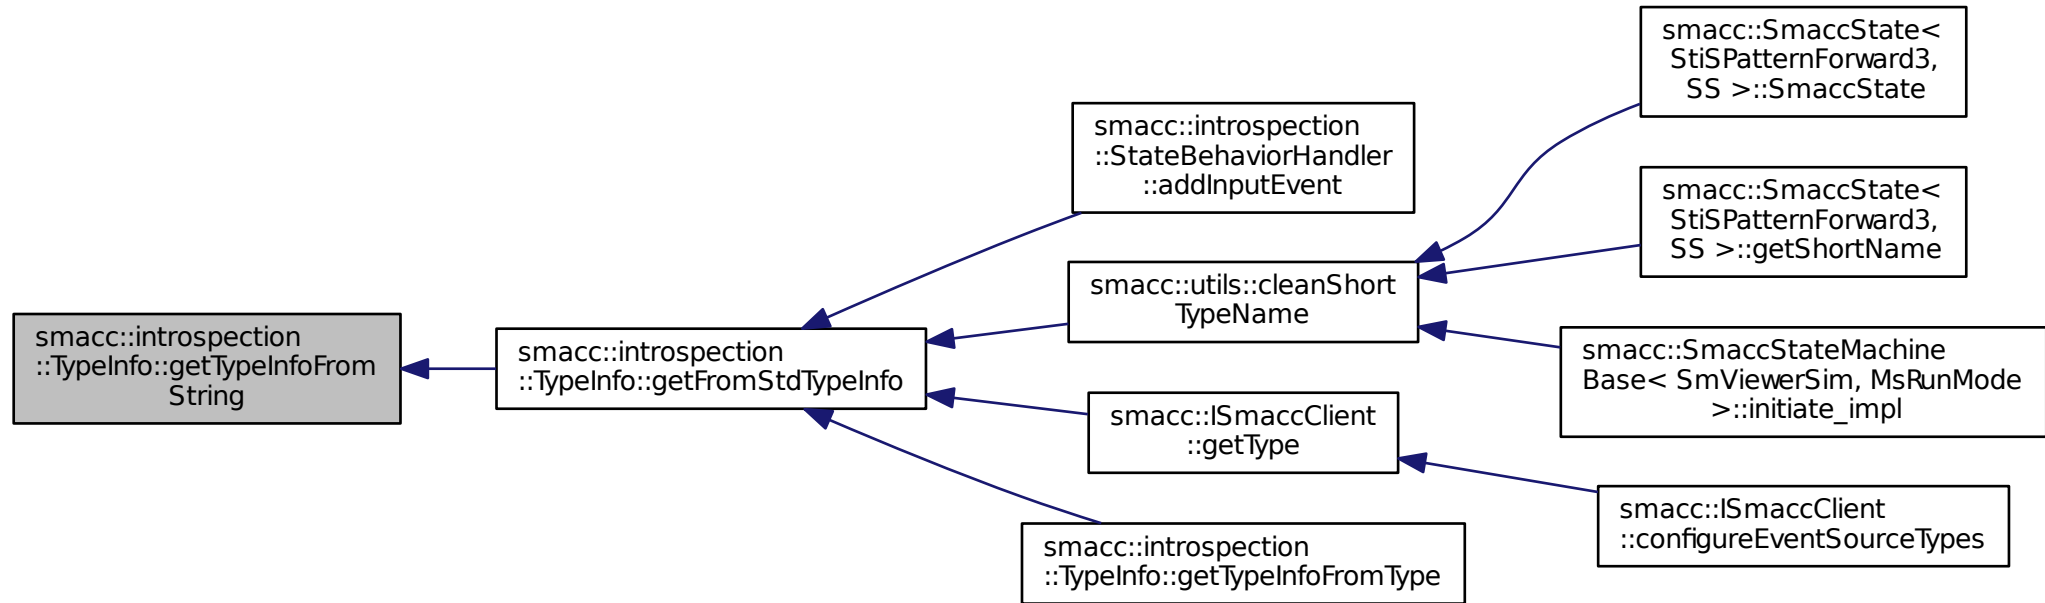 smacc::introspection
::TypeInfo::getTypeInfoFrom
String
smacc::introspection
::TypeInfo::getFromStdTypeInfo
smacc::introspection
::StateBehaviorHandler
::addInputEvent
smacc::utils::cleanShort
TypeName
smacc::ISmaccClient
::getType
smacc::introspection
::TypeInfo::getTypeInfoFromType
smacc::SmaccState<
StiSPatternForward3,
SS >::SmaccState
smacc::SmaccState<
StiSPatternForward3,
SS >::getShortName
smacc::SmaccStateMachine
Base< SmViewerSim, MsRunMode
>::initiate_impl
smacc::ISmaccClient
::configureEventSourceTypes